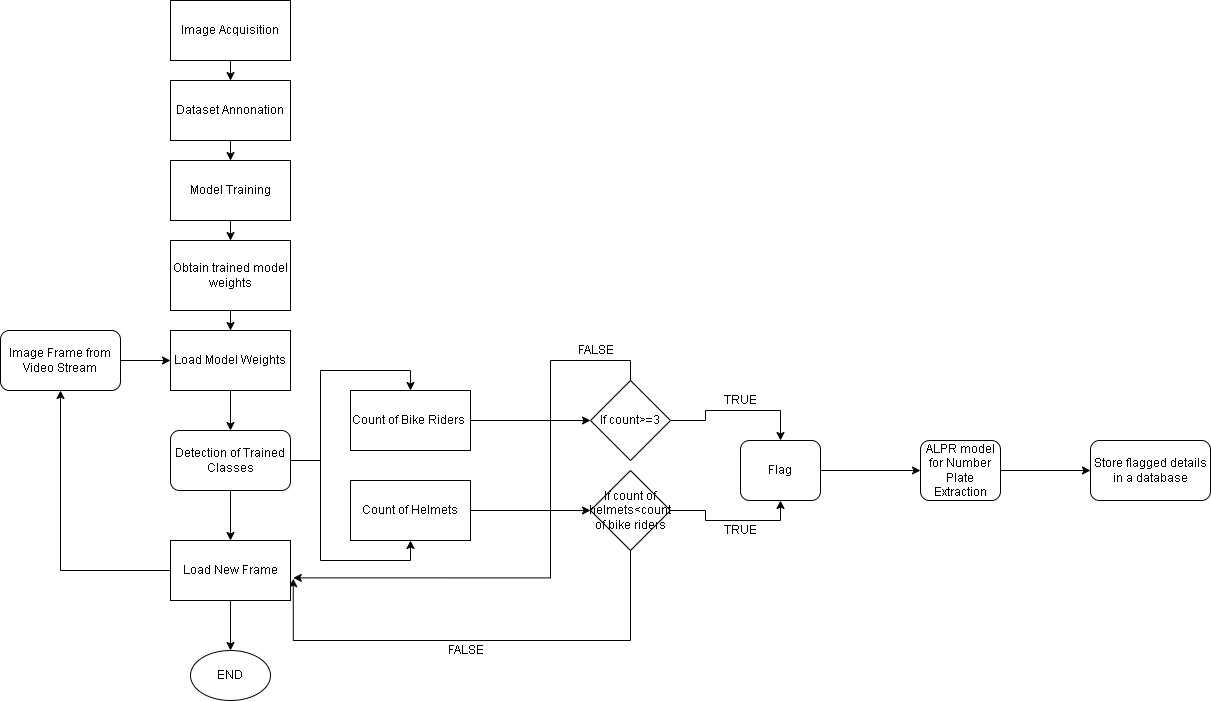 Image Acquisition
Dataset Annonation
Model Training
Obtain trained model
weights
Image Frame from
Video Stream
Load Model Weights
Detection of Trained
Classes
Load New Frame
END
Count of Bike Riders
Count of Helmets
FALSE
If count>=3
If count of
helmets<count
of bike riders
FALSE
TRUE
TRUE
Flag
ALPR model
for Number
Plate
Extraction
Store flagged details
in a database